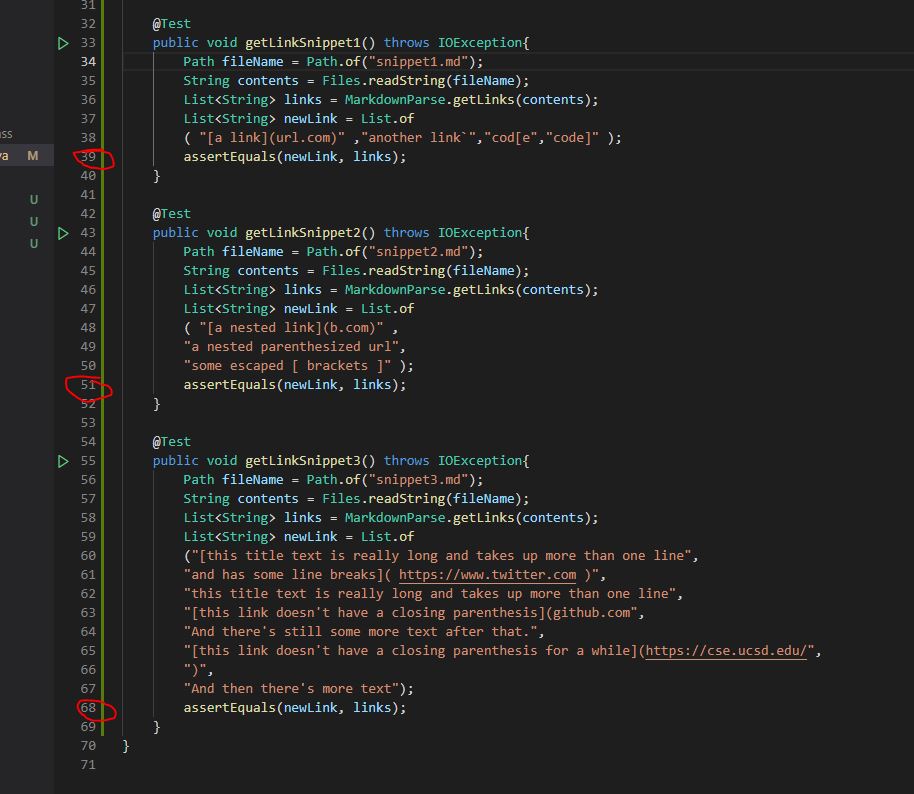 31
32 @Test
33 public void getLinkSnippet1() throws IOException{
34 Path fileName = Path.of("snippet1.md");
35 String contents = Files.readString(fileName);
36 List<String> links = MarkdownParse.getLinks(contents);
37 List<String> newLink = List.of
38 ( "[a link](url.com)" ,"another link`","cod[e","code]" );
39 assertEquals(newLink, links);
40 }
41
42 @Test
43 public void getLinkSnippet2() throws IOException{
44 Path fileName = Path.of("snippet2.md");
45 String contents = Files.readString(fileName);
46 List<String> links = MarkdownParse.getLinks(contents);
47 List<String> newLink = List.of
48 ( "[a nested link](b.com)" ,
49 "a nested parenthesized url",
50 "some escaped [ brackets ]" );
51 assertEquals(newLink, links);
52 }
53
54 @Test
55 public void getLinkSnippet3() throws IOException{
56 Path fileName = Path.of("snippet3.md");
57 String contents = Files.readString(fileName);
58 List<String> links = MarkdownParse.getLinks(contents);
59 List<String> newLink = List.of
60 ("[this title text is really long and takes up more than one line",
61 "and has some line breaks]( https://www.twitter.com )",
62 "this title text is really long and takes up more than one line",
63 "[this link doesn't have a closing parenthesis](github.com",
64 "And there's still some more text after that.",
65 "[this link doesn't have a closing parenthesis for a while](https://cse.ucsd.edu/",
66 ")",
67 "And then there's more text");
68 assertEquals(newLink, links);
69 }
70 }
71
ass
va M
U
U
U